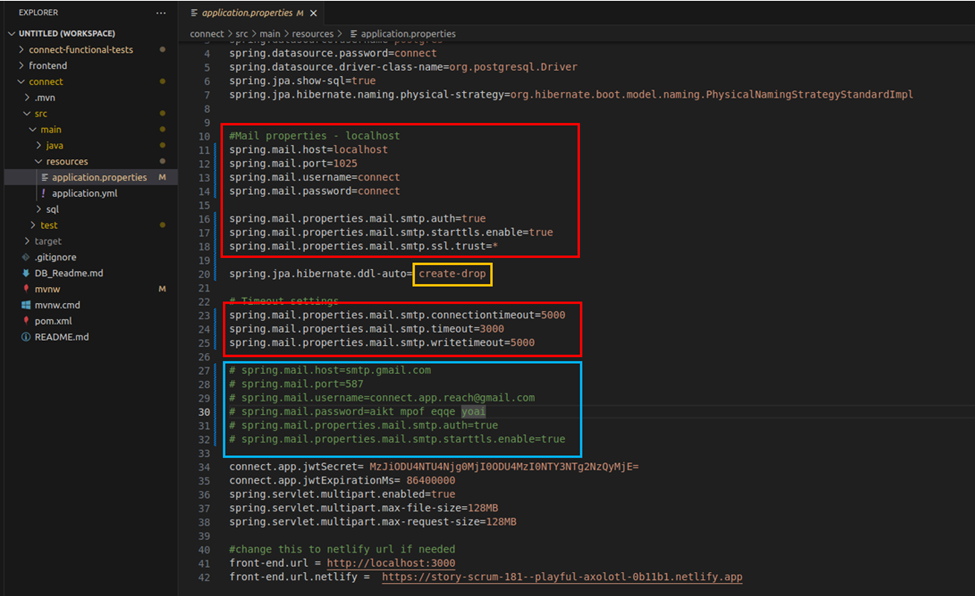 EXPLORER
···
application.properties M
UNTITLED (WORKSPACE)
connect-functional-tests
frontend
connect
.mvn
src
main
java
resources
application.properties M
application.yml
sql
test
target
.gitignore
DB_Readme.md
mvnw M
mvnw.cmd
pom.xml
README.md
connect > src > main > resources > application.properties
4 spring.datasource.password=connect
5 spring.datasource.driver-class-name=org.postgresql.Driver
6 spring.jpa.show-sql=true
7 spring.jpa.hibernate.naming.physical-strategy=org.hibernate.boot.model.naming.PhysicalNamingStrategyStandardImpl
8
9
10 #Mail properties - localhost
11 spring.mail.host=localhost
12 spring.mail.port=1025
13 spring.mail.username=connect
14 spring.mail.password=connect
15
16 spring.mail.properties.mail.smtp.auth=true
17 spring.mail.properties.mail.smtp.starttls.enable=true
18 spring.mail.properties.mail.smtp.ssl.trust=*
19
20 spring.jpa.hibernate.ddl-auto= create-drop
21
22 # Timeout settings
23 spring.mail.properties.mail.smtp.connectiontimeout=5000
24 spring.mail.properties.mail.smtp.timeout=3000
25 spring.mail.properties.mail.smtp.writetimeout=5000
26
27 # spring.mail.host=smtp.gmail.com
28 # spring.mail.port=587
29 # spring.mail.username=connect.app.reach@gmail.com
30 # spring.mail.password=aikt mpof eqqe yoai
31 # spring.mail.properties.mail.smtp.auth=true
32 # spring.mail.properties.mail.smtp.starttls.enable=true
33
34 connect.app.jwtSecret= MzJiODU4NTU4Njg0MjI0ODU4MzI0NTY3NTg2NzQyMjE=
35 connect.app.jwtExpirationMs= 86400000
36 spring.servlet.multipart.enabled=true
37 spring.servlet.multipart.max-file-size=128MB
38 spring.servlet.multipart.max-request-size=128MB
39
40 #change this to netlify url if needed
41 front-end.url = http://localhost:3000
42 front-end.url.netlify = https://story-scrum-181--playful-axolotl-0b11b1.netlify.app